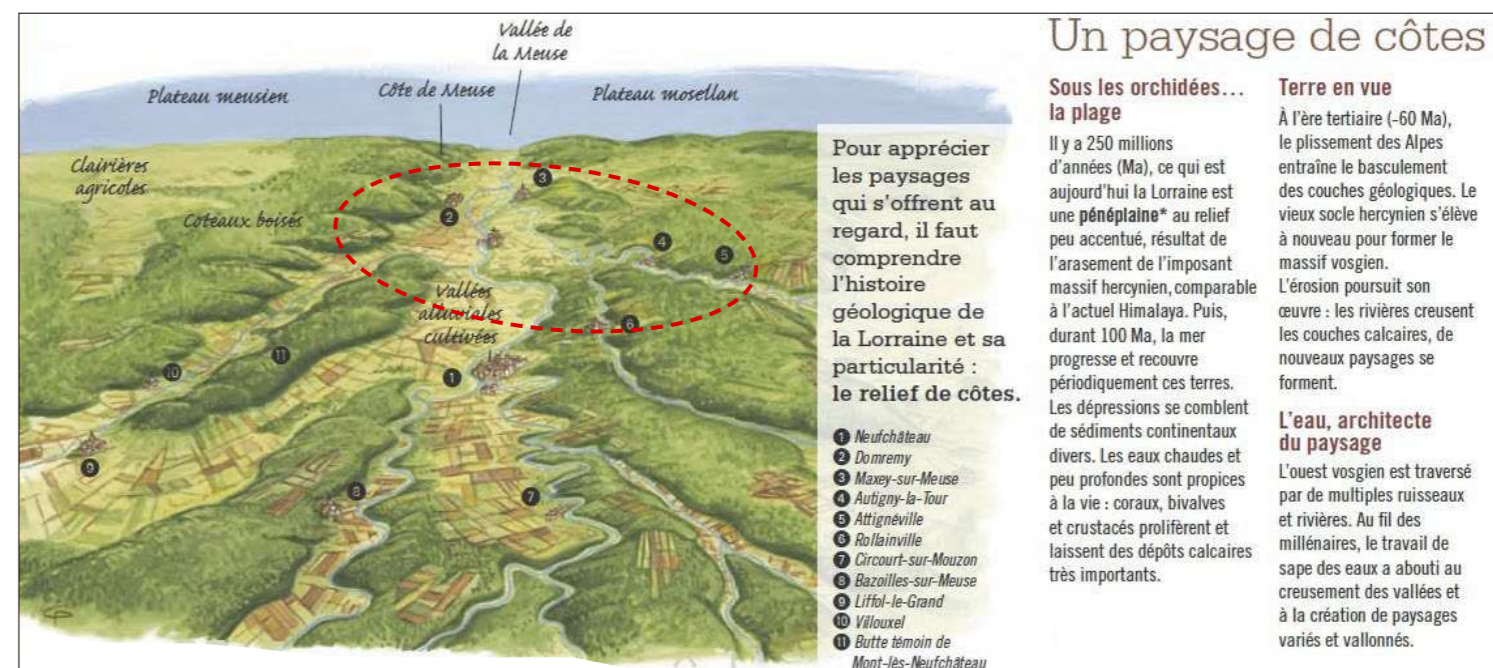 Vallée de
la Meuse
Plateau meusien
Côte de Meuse
Plateau mosellan
Clairières
agricoles
Coteaux boisés
Vallées
alluviales
cultivées
3
2
4
5
6
11
10
1
9
8
7
Pour apprécier
les paysages
qui s'offrent au
regard, il faut
comprendre
l'histoire
géologique de
la Lorraine et sa
particularité :
le relief de côtes.
1 Neufchâteau
2 Domremy
3 Maxey-sur-Meuse
4 Autigny-la-Tour
5 Attignéville
6 Rollainville
7 Circourt-sur-Mouzon
8 Bazoilles-sur-Meuse
9 Liffol-le-Grand
10 Villouxel
11 Butte témoin de
Mont-lès-Neufchâteau
Un paysage de côtes
Sous les orchidées…
la plage
Il y a 250 millions
d'années (Ma), ce qui est
aujourd'hui la Lorraine est
une pénéplaine* au relief
peu accentué, résultat de
l'arasement de l'imposant
massif hercynien, comparable
à l'actuel Himalaya. Puis,
durant 100 Ma, la mer
progresse et recouvre
périodiquement ces terres.
Les dépressions se comblent
de sédiments continentaux
divers. Les eaux chaudes et
peu profondes sont propices
à la vie : coraux, bivalves
et crustacés prolifèrent et
laissent des dépôts calcaires
très importants.
Terre en vue
À l'ère tertiaire (-60 Ma),
le plissement des Alpes
entraîne le basculement
des couches géologiques. Le
vieux socle hercynien s'élève
à nouveau pour former le
massif vosgien.
L'érosion poursuit son
œuvre : les rivières creusent
les couches calcaires, de
nouveaux paysages se
forment.
L'eau, architecte
du paysage
L'ouest vosgien est traversé
par de multiples ruisseaux
et rivières. Au fil des
millénaires, le travail de
sape des eaux a abouti au
creusement des vallées et
à la création de paysages
variés et vallonnés.